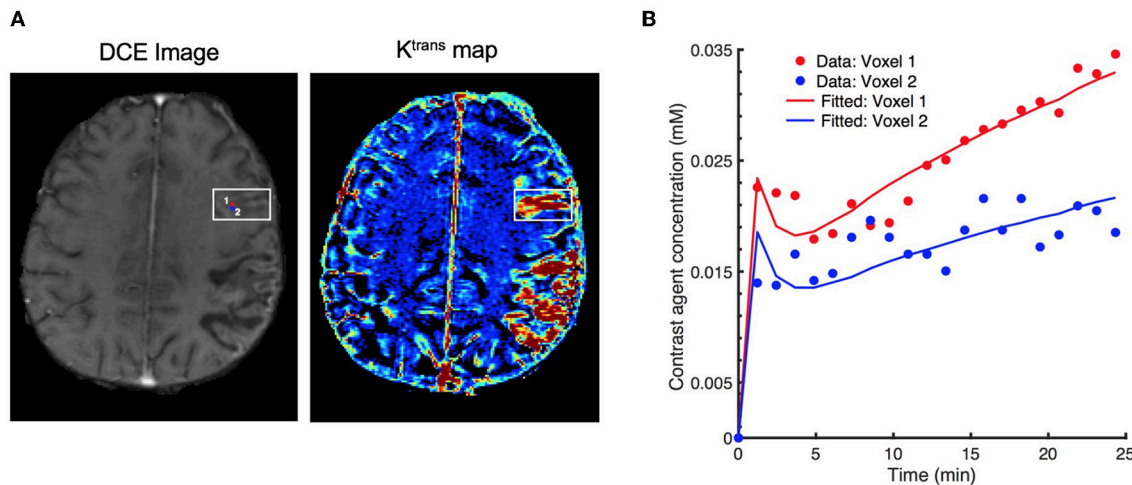 A
DCE Image
K^trans map
1
2
B
Contrast agent concentration (mM)
0.035
0.025
0.015
0.005
0
Data: Voxel 1
Data: Voxel 2
Fitted: Voxel 1
Fitted: Voxel 2
0 5 10 15 20 25
Time (min)